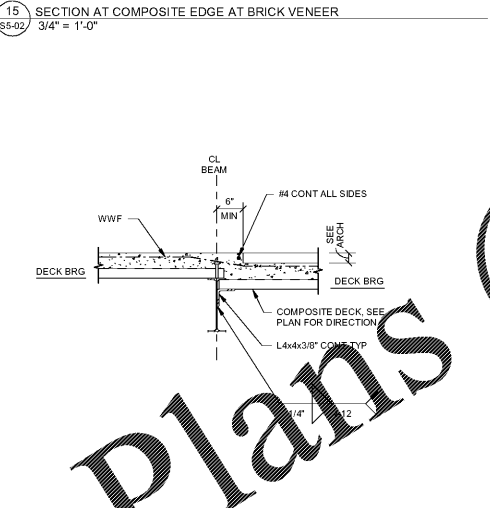 15
S5-02
SECTION AT COMPOSITE EDGE AT BRICK VENEER
3/4" = 1'-0"
CL
BEAM
6"
MIN
#4 CONT ALL SIDES
WWF
SEE
ARCH
DECK BRG
DECK BRG
COMPOSITE DECK, SEE
PLAN FOR DIRECTION
L4x4x3/8" CONT TYP
1/4"
Plans